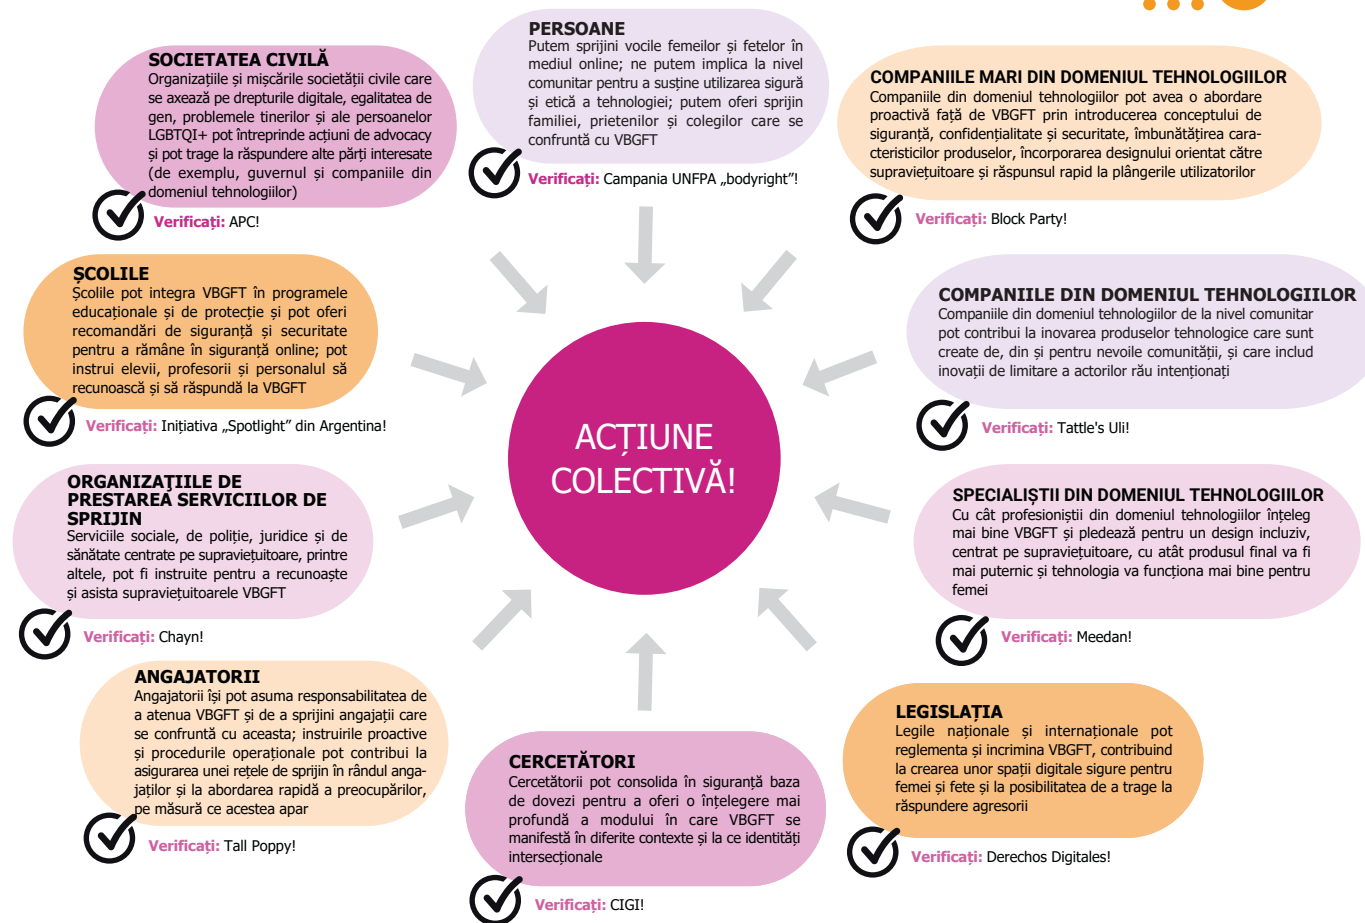 PERSOANE
Putem sprijini vocile femeilor și fetelor în
mediul online; ne putem implica la nivel
comunitar pentru a susține utilizarea sigură
și etică a tehnologiei; putem oferi sprijin
familiei, prietenilor și colegilor care se
confruntă cu VBGFT
Verificați: Campania UNFPA „bodyright”!
SOCIETATEA CIVILĂ
Organizațiile și mișcările societății civile care
se axează pe drepturile digitale, egalitatea de
gen, problemele tinerilor și ale persoanelor
LGBTQI+ pot întreprinde acțiuni de advocacy
și pot trage la răspundere alte părți interesate
(de exemplu, guvernul și companiile din
domeniul tehnologiilor)
Verificați: APC!
COMPANIILE MARI DIN DOMENIUL TEHNOLOGIILOR
Companiile din domeniul tehnologiilor pot avea o abordare
proactivă față de VBGFT prin introducerea conceptului de
siguranță, confidențialitate și securitate, îmbunătățirea cara-
cteristicilor produselor, încorporarea designului orientat către
supraviețuitoare și răspunsul rapid la plângerile utilizatorilor
Verificați: Block Party!
ȘCOLILE
Școlile pot integra VBGFT în programele
educaționale și de protecție și pot oferi
recomandări de siguranță și securitate
pentru a rămâne în siguranță online; pot
instrui elevii, profesorii și personalul să
recunoască și să răspundă la VBGFT
Verificați: Inițiativa „Spotlight” din Argentina!
COMPANIILE DIN DOMENIUL TEHNOLOGIILOR
Companiile din domeniul tehnologiilor de la nivel comunitar
pot contribui la inovarea produselor tehnologice care sunt
create de, din și pentru nevoile comunității, și care includ
inovații de limitare a actorilor rău intenționați
Verificați: Tattle's Uli!
ACȚIUNE
COLECTIVĂ!
ORGANIZAȚIILE DE
PRESTAREA SERVICIILOR DE
SPRIJIN
Serviciile sociale, de poliție, juridice și de
sănătate centrate pe supraviețuitoare, printre
altele, pot fi instruite pentru a recunoaște
și asista supraviețuitoarele VBGFT
Verificați: Chayn!
SPECIALIȘTII DIN DOMENIUL TEHNOLOGIILOR
Cu cât profesioniștii din domeniul tehnologiilor înțeleg
mai bine VBGFT și pledează pentru un design incluziv,
centrat pe supraviețuitoare, cu atât produsul final va fi
mai puternic și tehnologia va funcționa mai bine pentru
femei
Verificați: Meedan!
ANGAJATORII
Angajatorii își pot asuma responsabilitatea de
a atenua VBGFT și de a sprijini angajații care
se confruntă cu aceasta; instruirile proactive
și procedurile operaționale pot contribui la
asigurarea unei rețele de sprijin în rândul anga-
jaților și la abordarea rapidă a preocupărilor,
pe măsură ce acestea apar
Verificați: Tall Poppy!
CERCETĂTORI
Cercetătorii pot consolida în siguranță baza
de dovezi pentru a oferi o înțelegere mai
profundă a modului în care VBGFT se
manifestă în diferite contexte și la ce identități
intersecționale
Verificați: CIGI!
LEGISLAȚIA
Legile naționale și internaționale pot
reglementa și incrimina VBGFT, contribuind
la crearea unor spații digitale sigure pentru
femei și fete și la posibilitatea de a trage la
răspundere agresorii
Verificați: Derechos Digitales!